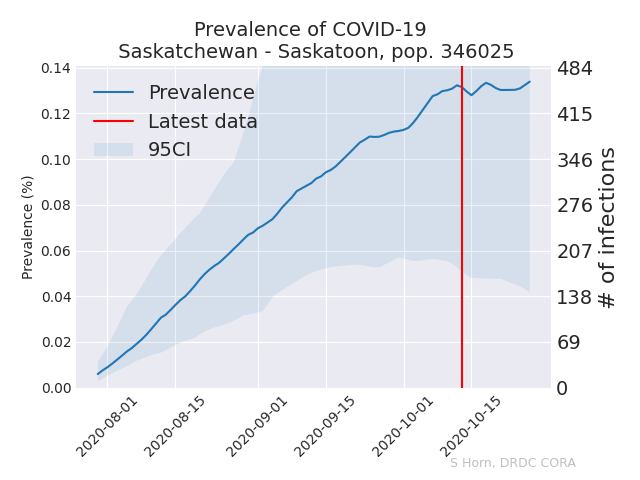 Prevalence of COVID-19
Saskatchewan - Saskatoon, pop. 346025
Prevalence
Latest data
95CI
Prevalence (%)
0.14
0.12
0.10
0.08
0.06
0.04
0.02
0.00
484
415
346
276
207
138
69
0
# of infections
2020-08-01
2020-08-15
2020-09-01
2020-09-15
2020-10-01
2020-10-15
S Horn, DRDC CORA